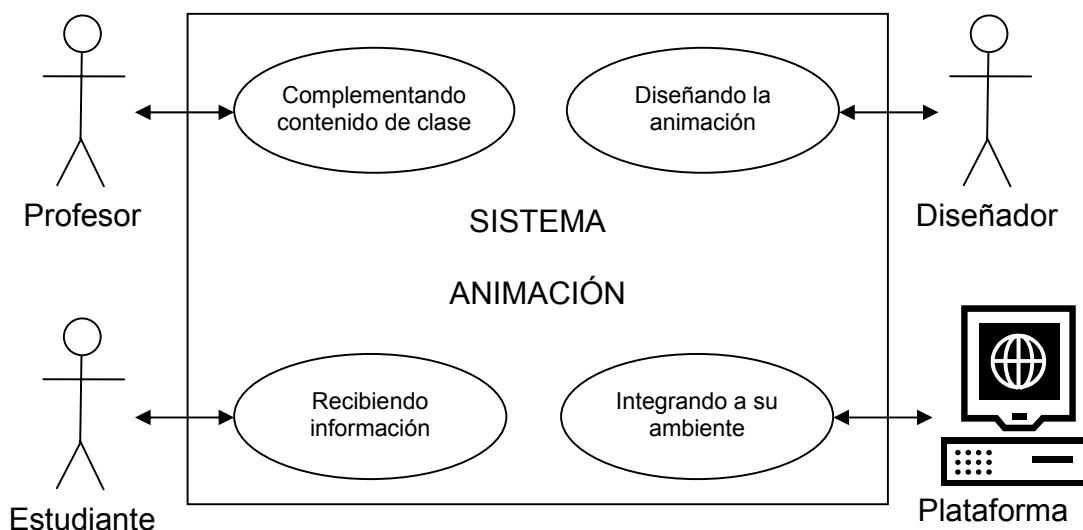 Complementando
contenido de clase
Diseñando la
animación
Profesor
SISTEMA
Diseñador
ANIMACIÓN
Recibiendo
información
Integrando a su
ambiente
Estudiante
Plataforma